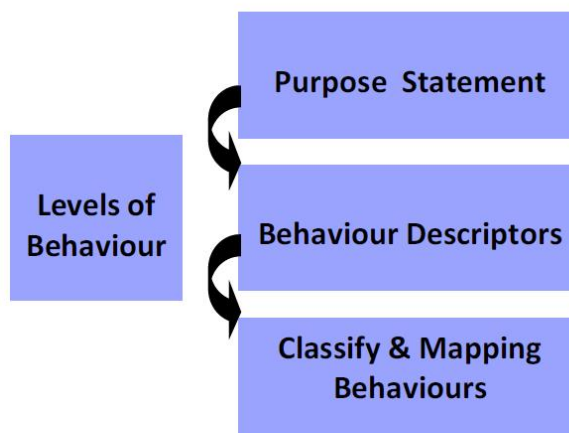 Purpose Statement
Levels of
Behaviour
Behaviour Descriptors
Classify & Mapping
Behaviours